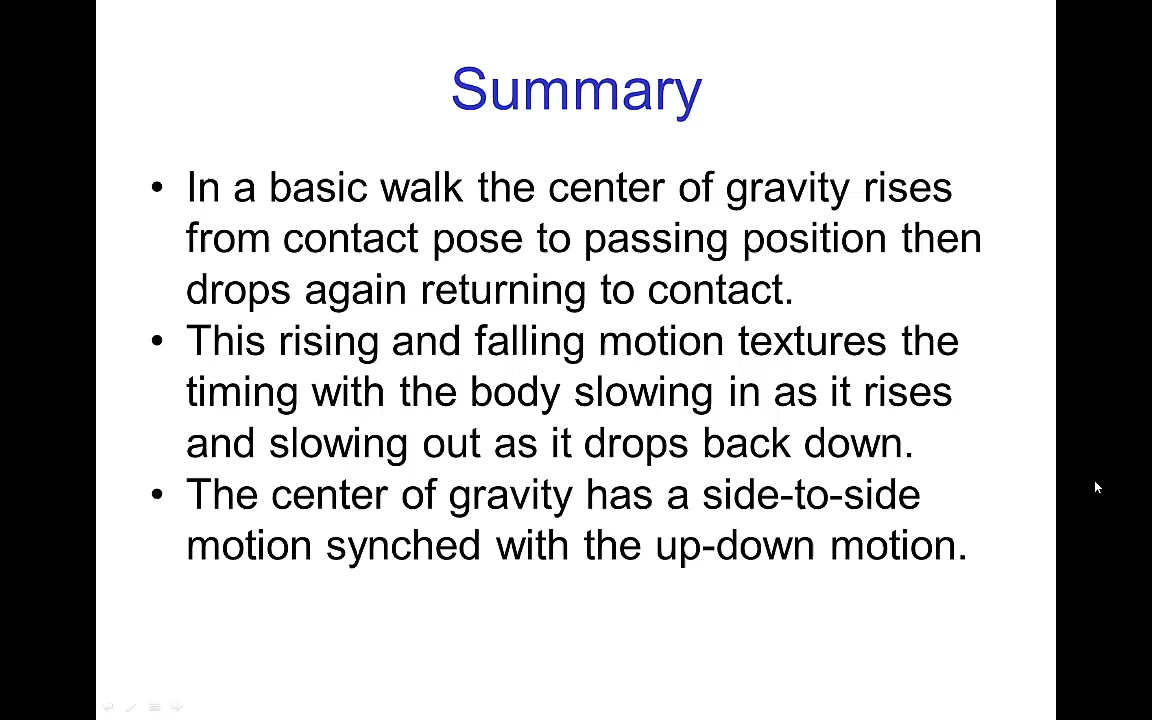 Summary
• In a basic walk the center of gravity rises
from contact pose to passing position then
drops again returning to contact.
• This rising and falling motion textures the
timing with the body slowing in as it rises
and slowing out as it drops back down.
• The center of gravity has a side-to-side
motion synched with the up-down motion.